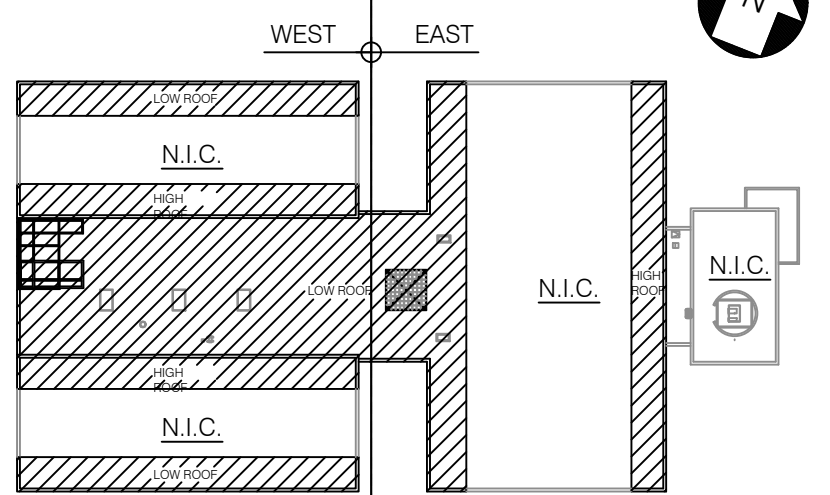 N
WEST
EAST
LOW ROOF
N.I.C.
HIGH
ROOF
LOW ROOF
N.I.C.
HIGH
ROOF
N.I.C.
HIGH
ROOF
N.I.C.
LOW ROOF